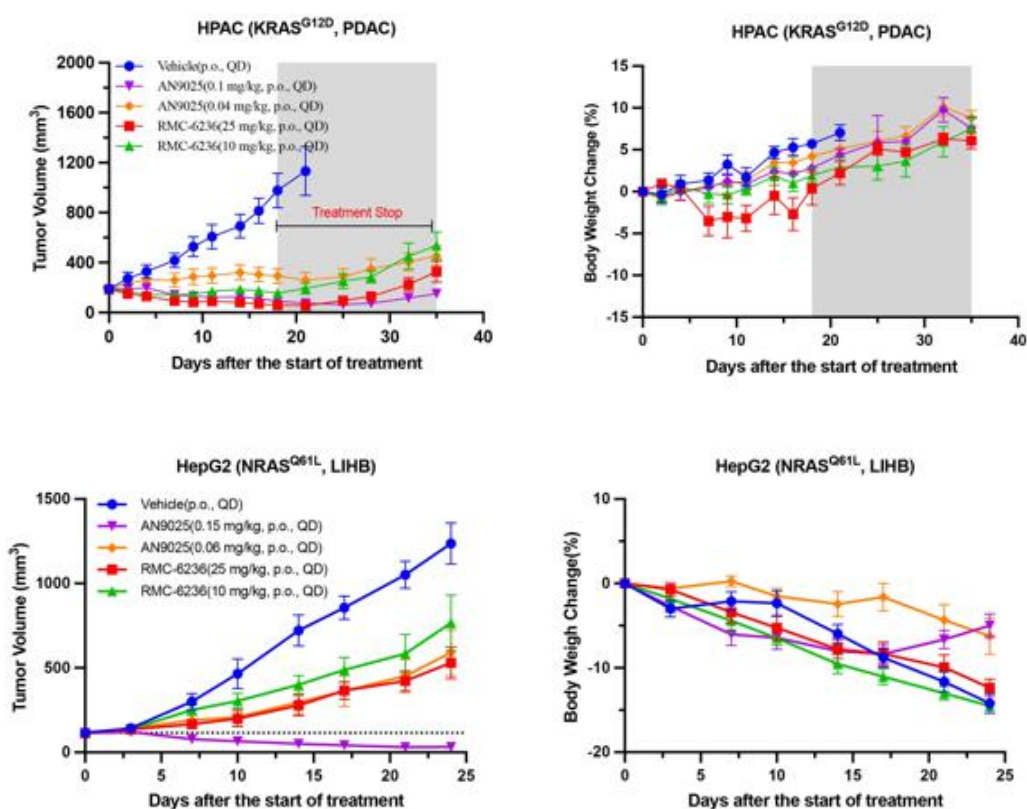 HPAC (KRASG12D, PDAC)
Tumor Volume (mm3)
2000
1600
1200
800
400
0
Vehicle(p.o., QD)
AN9025(0.1 mg/kg, p.o., QD)
AN9025(0.04 mg/kg, p.o., QD)
RMC-6236(25 mg/kg, p.o., QD)
RMC-6236(10 mg/kg, p.o., QD)
Treatment Stop
0 10 20 30 40
Days after the start of treatment
HPAC (KRASG12D, PDAC)
Body Weight Change (%)
15
10
5
0
-5
-10
-15
0 10 20 30 40
Days after the start of treatment
HepG2 (NRASQ61L, LIHB)
Tumor Volume (mm3)
1500
1000
500
0
Vehicle(p.o., QD)
AN9025(0.15 mg/kg, p.o., QD)
AN9025(0.06 mg/kg, p.o., QD)
RMC-6236(25 mg/kg, p.o., QD)
RMC-6236(10 mg/kg, p.o., QD)
0 5 10 15 20 25
Days after the start of treatment
HepG2 (NRASQ61L, LIHB)
Body Weigh Change(%)
10
0
-10
-20
0 5 10 15 20 25
Days after the start of treatment